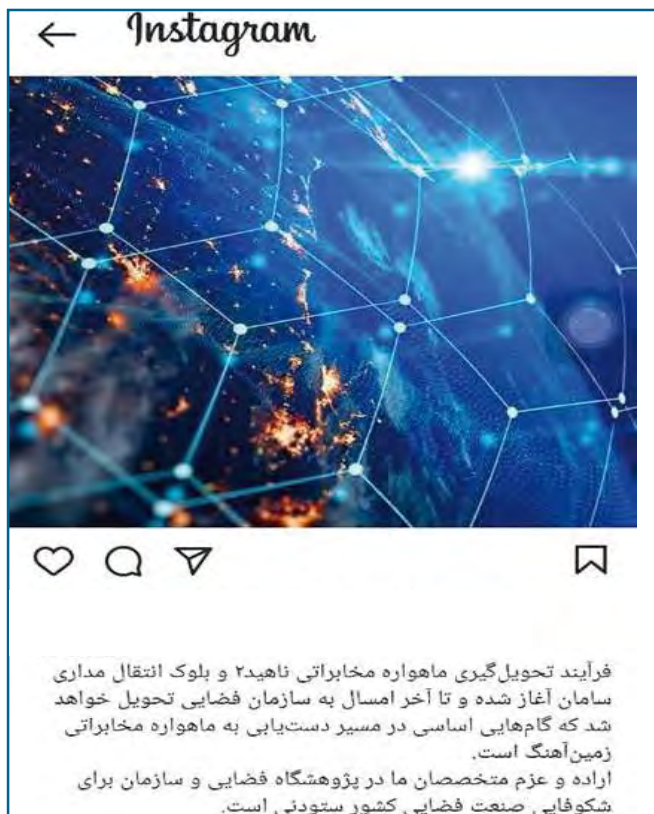 Instagram
فرآیند تحویل‌گیری ماهواره مخابراتی ناهید۲ و بلوک انتقال مداری
سامان آغاز شده و تا آخر امسال به سازمان فضایی تحویل خواهد
شد که گام‌هایی اساسی در مسیر دست‌یابی به ماهواره مخابراتی
زمین‌آهنگ است.
اراده و عزم متخصصان ما در پژوهشگاه فضایی و سازمان برای
شکوفایی صنعت فضایی کشور ستودنی است.